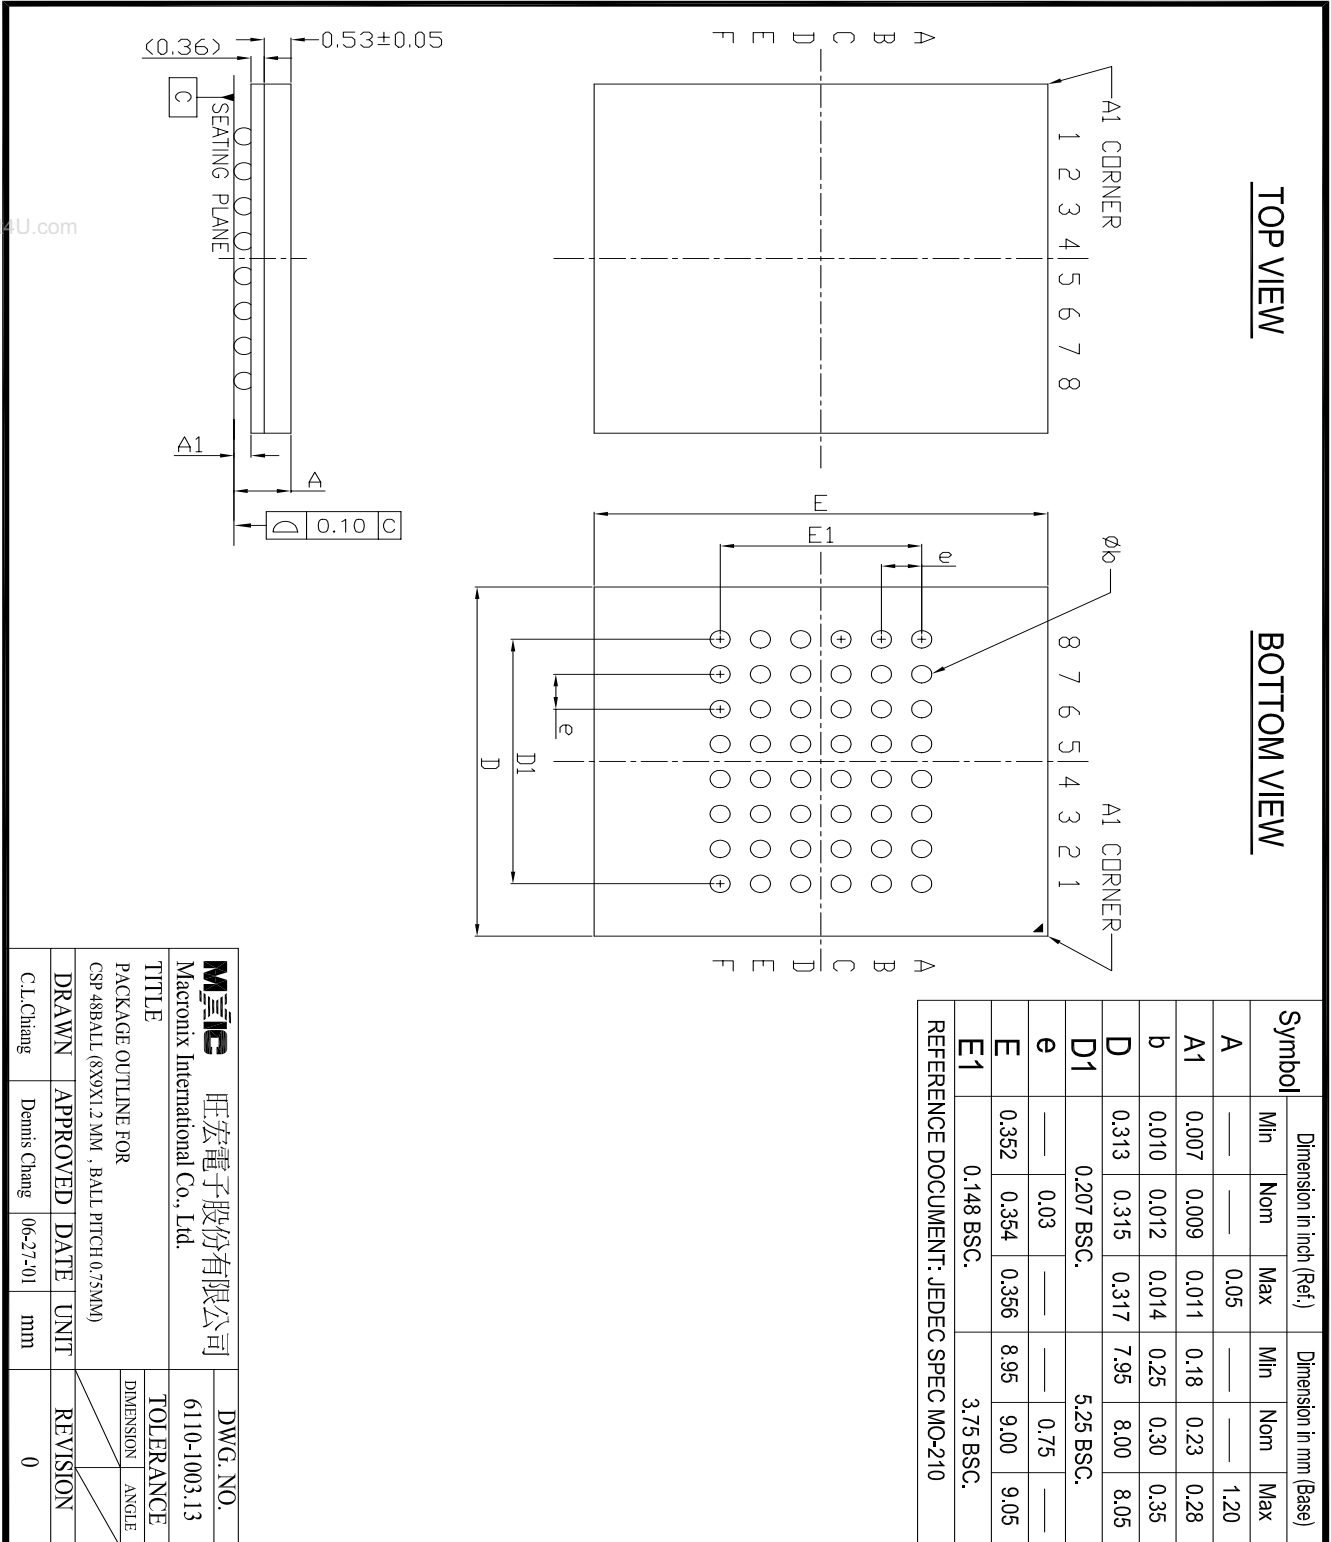 TOP VIEW
BOTTOM VIEW
A1 CORNER
1 2 3 4 5 6 7 8
A
B
C
D
E
F
A1 CORNER
8 7 6 5 4 3 2 1
A
B
C
D
E
F
Øb
e
E1
E
e
D1
D
0.53±0.05
(0.36)
C
SEATING PLANE
A1
A
0.10 C
4U.com
Symbol Dimension in inch (Ref.) Dimension in mm (Base)
Min Nom Max Min Nom Max
A — — 0.05 — — 1.20
A1 0.007 0.009 0.011 0.18 0.23 0.28
b 0.010 0.012 0.014 0.25 0.30 0.35
D 0.313 0.315 0.317 7.95 8.00 8.05
D1 0.207 BSC. 5.25 BSC.
e — 0.03 — — 0.75 —
E 0.352 0.354 0.356 8.95 9.00 9.05
E1 0.148 BSC. 3.75 BSC.
REFERENCE DOCUMENT: JEDEC SPEC MO-210
MXIC 旺宏電子股份有限公司
Macronix International Co., Ltd.
TITLE
PACKAGE OUTLINE FOR
CSP 48BALL (8X9X1.2 MM , BALL PITCH 0.75MM)
DWG. NO.
6110-1003.13
TOLERANCE
DIMENSION ANGLE
DRAWN APPROVED DATE UNIT REVISION
C.L.Chiang Dennis Chang 06-27-'01 mm 0